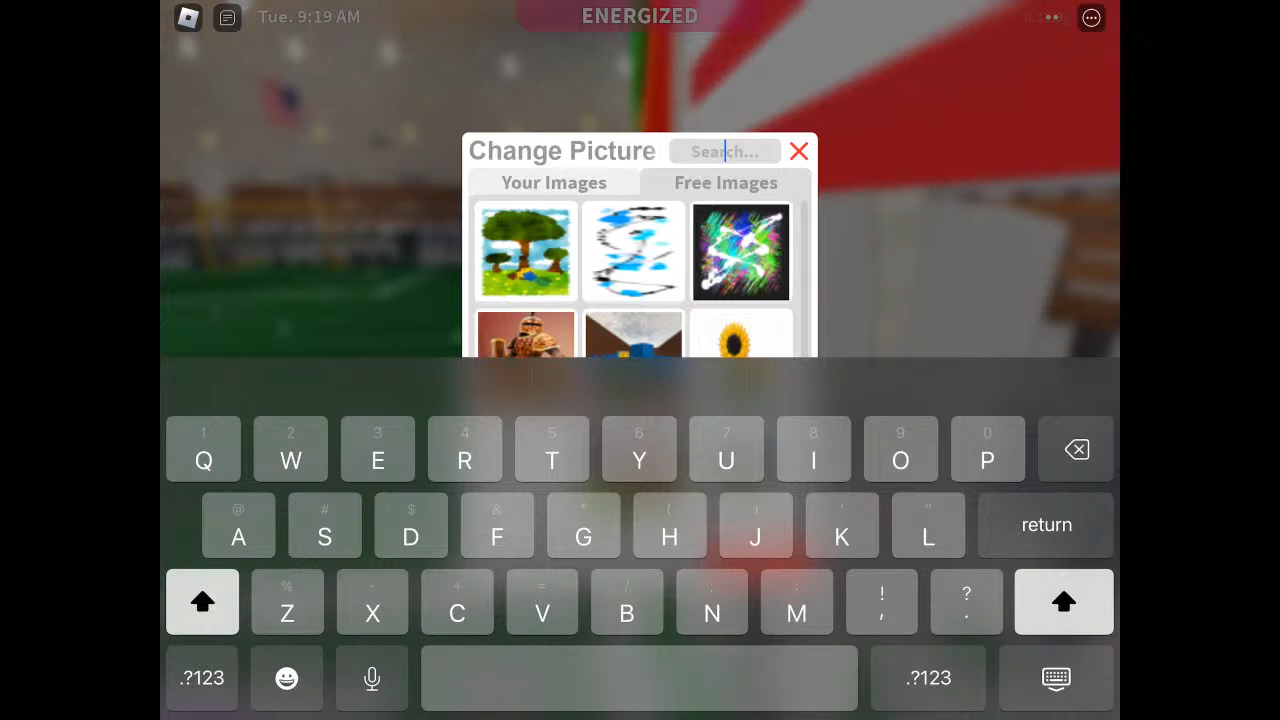 Tue. 9:19 AM
ENERGIZED
Change Picture
Search...
Your Images
Free Images
1 2 3 4 5 6 7 8 9 0
Q W E R T Y U I O P
@ # $ & * ( ) ' "
A S D F G H J K L return
% - + = / ; : ! ?
Z X C V B N M , .
.?123 .?123